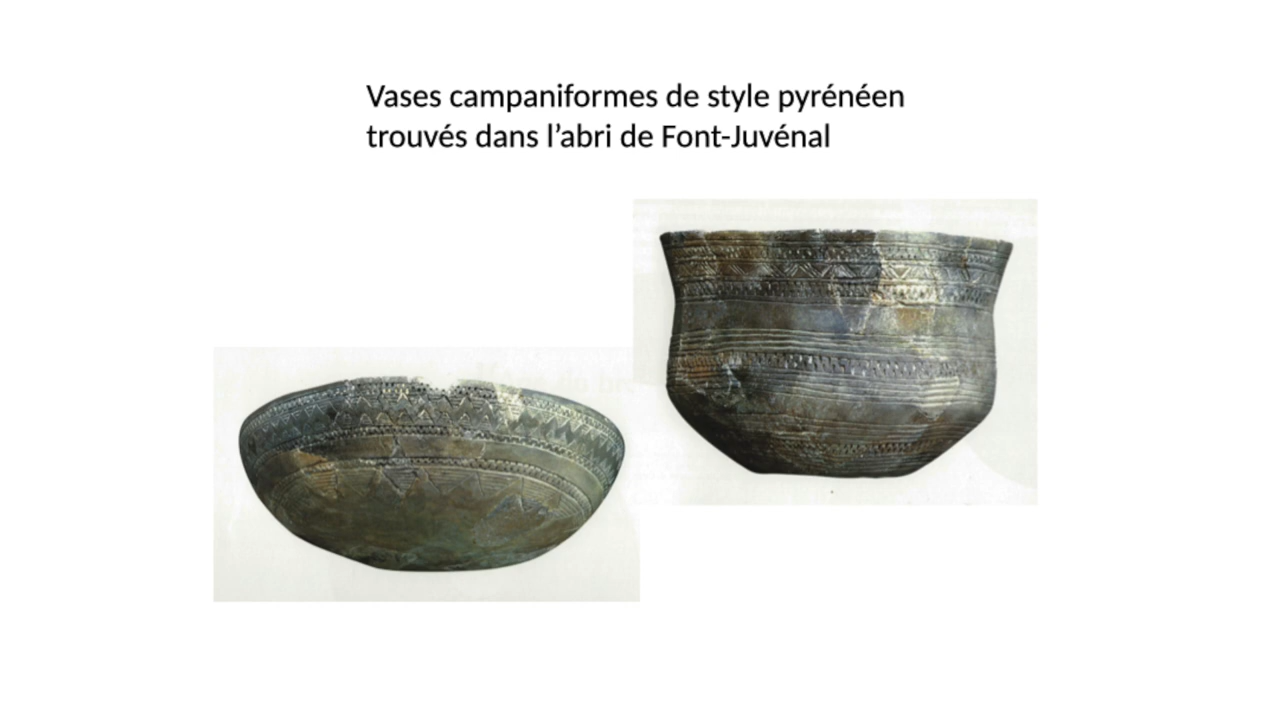 Vases campaniformes de style pyrénéen
trouvés dans l’abri de Font-Juvénal